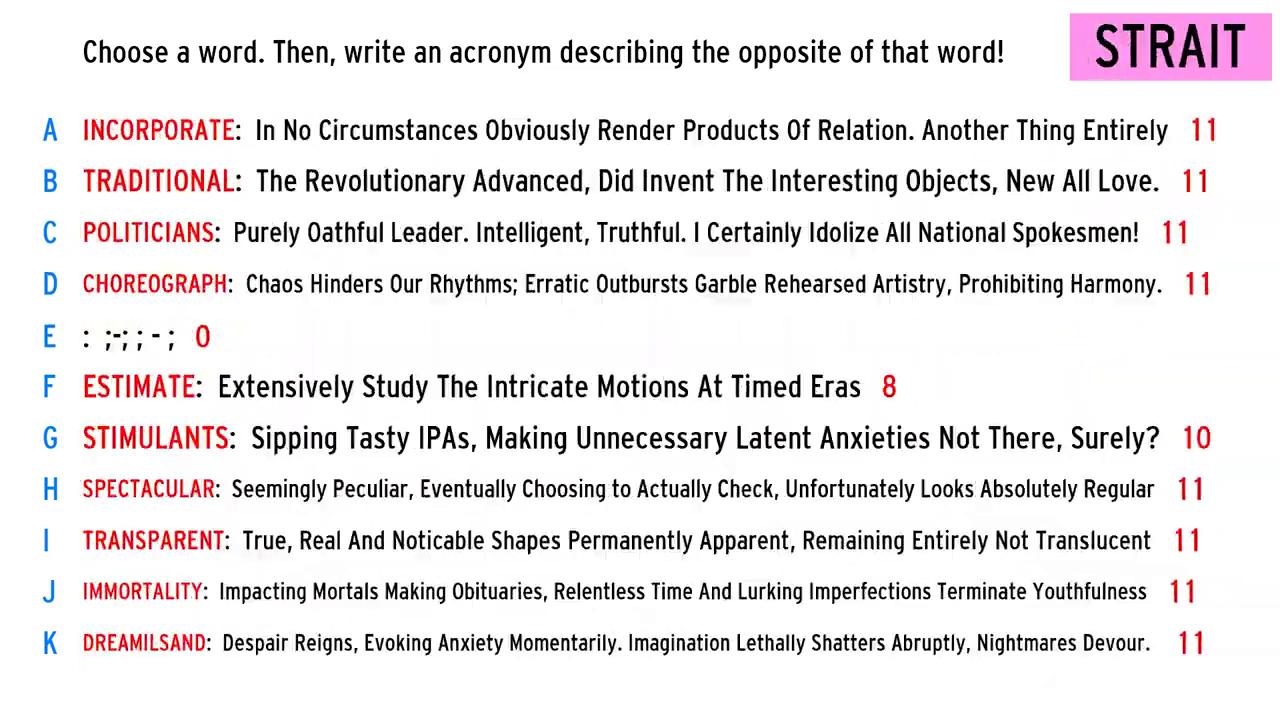 Choose a word. Then, write an acronym describing the opposite of that word!
STRAIT
A INCORPORATE: In No Circumstances Obviously Render Products Of Relation. Another Thing Entirely 11
B TRADITIONAL: The Revolutionary Advanced, Did Invent The Interesting Objects, New All Love. 11
C POLITICIANS: Purely Oathful Leader. Intelligent, Truthful. I Certainly Idolize All National Spokesmen! 11
D CHOREOGRAPH: Chaos Hinders Our Rhythms; Erratic Outbursts Garble Rehearsed Artistry, Prohibiting Harmony. 11
E : ;-; ; - ; 0
F ESTIMATE: Extensively Study The Intricate Motions At Timed Eras 8
G STIMULANTS: Sipping Tasty IPAs, Making Unnecessary Latent Anxieties Not There, Surely? 10
H SPECTACULAR: Seemingly Peculiar, Eventually Choosing to Actually Check, Unfortunately Looks Absolutely Regular 11
I TRANSPARENT: True, Real And Noticable Shapes Permanently Apparent, Remaining Entirely Not Translucent 11
J IMMORTALITY: Impacting Mortals Making Obituaries, Relentless Time And Lurking Imperfections Terminate Youthfulness 11
K DREAMILSAND: Despair Reigns, Evoking Anxiety Momentarily. Imagination Lethally Shatters Abruptly, Nightmares Devour. 11